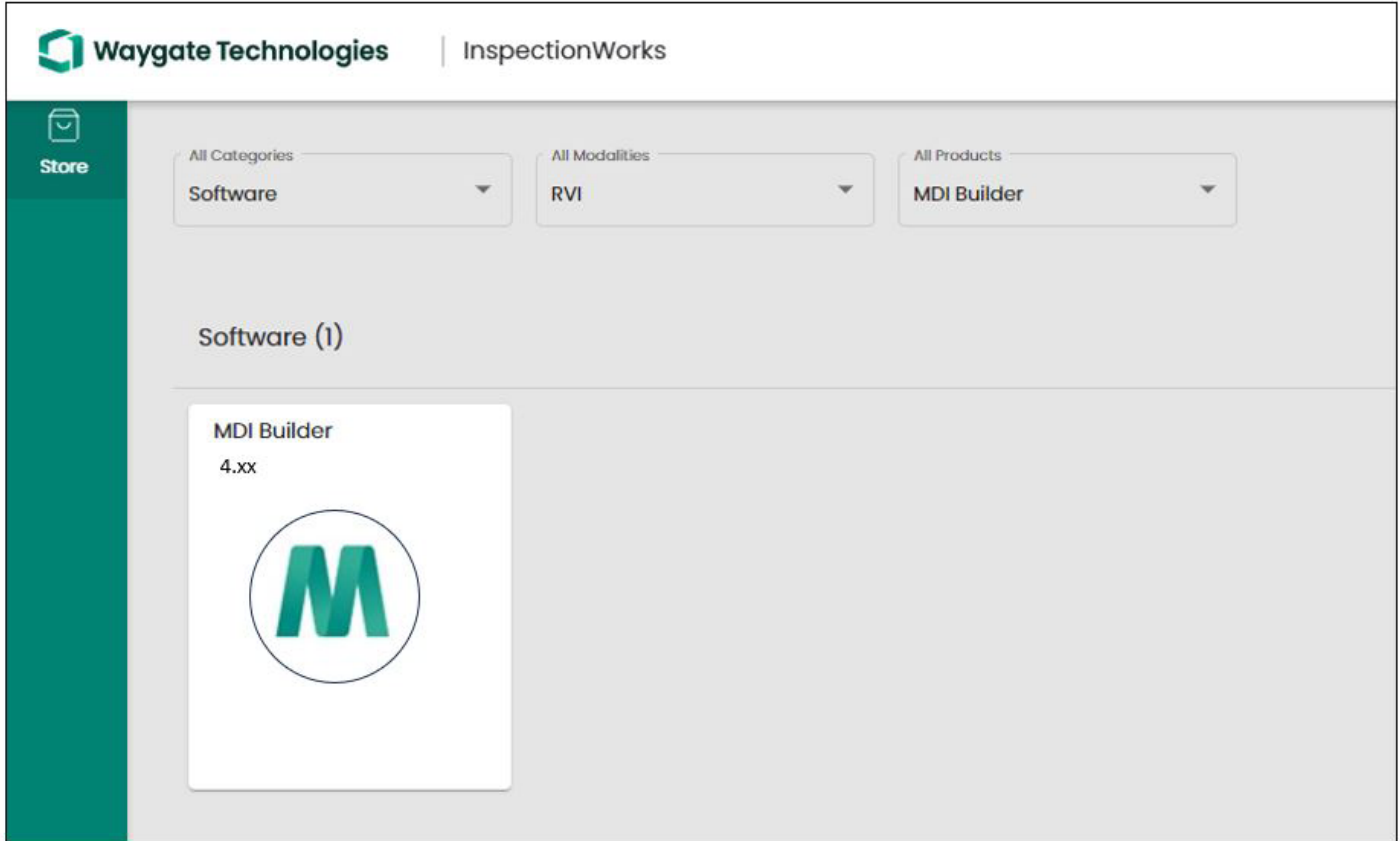 Waygate Technologies | InspectionWorks
Store
All Categories All Modalities All Products
Software RVI MDI Builder
Software (1)
MDI Builder
4.xx
M